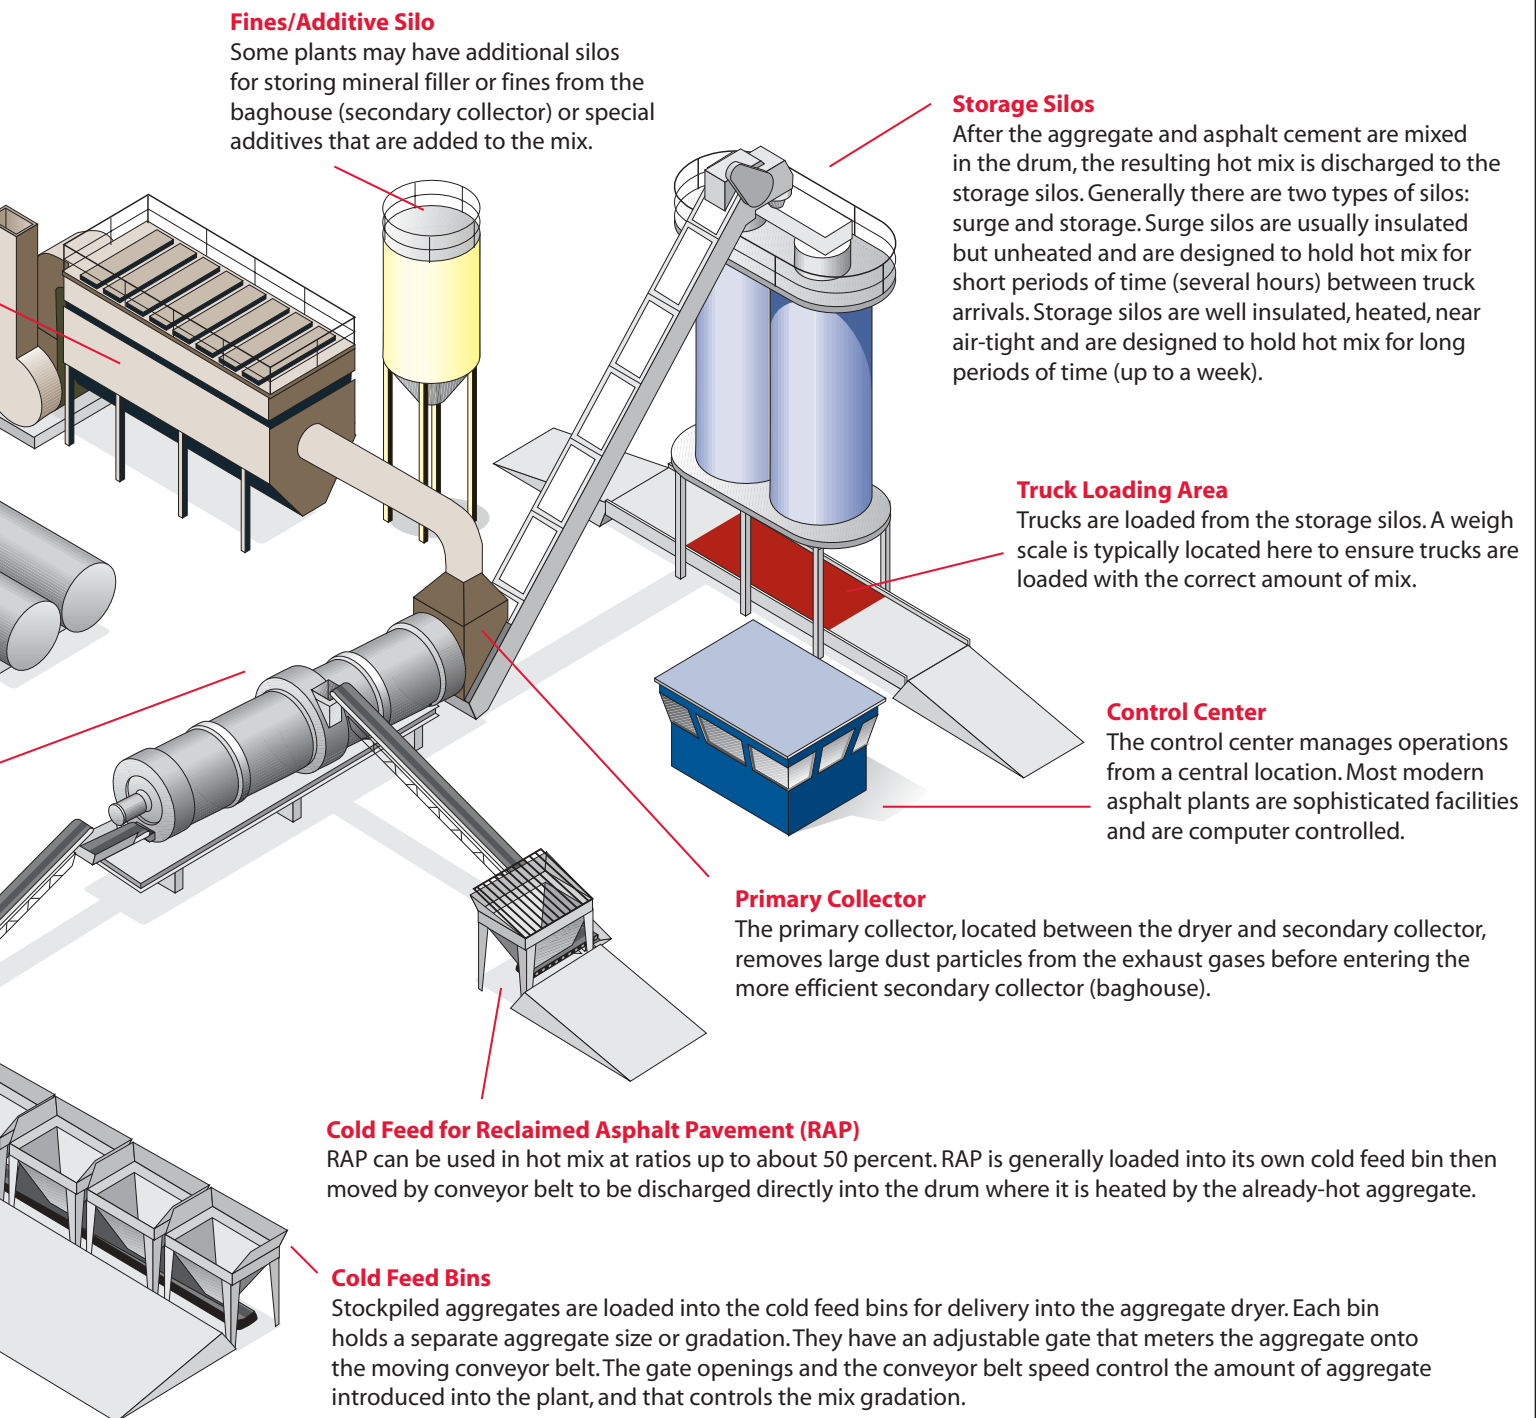 Fines/Additive Silo
Some plants may have additional silos
for storing mineral filler or fines from the
baghouse (secondary collector) or special
additives that are added to the mix.
Storage Silos
After the aggregate and asphalt cement are mixed
in the drum, the resulting hot mix is discharged to the
storage silos. Generally there are two types of silos:
surge and storage. Surge silos are usually insulated
but unheated and are designed to hold hot mix for
short periods of time (several hours) between truck
arrivals. Storage silos are well insulated, heated, near
air-tight and are designed to hold hot mix for long
periods of time (up to a week).
Truck Loading Area
Trucks are loaded from the storage silos. A weigh
scale is typically located here to ensure trucks are
loaded with the correct amount of mix.
Control Center
The control center manages operations
from a central location. Most modern
asphalt plants are sophisticated facilities
and are computer controlled.
Primary Collector
The primary collector, located between the dryer and secondary collector,
removes large dust particles from the exhaust gases before entering the
more efficient secondary collector (baghouse).
Cold Feed for Reclaimed Asphalt Pavement (RAP)
RAP can be used in hot mix at ratios up to about 50 percent. RAP is generally loaded into its own cold feed bin then
moved by conveyor belt to be discharged directly into the drum where it is heated by the already-hot aggregate.
Cold Feed Bins
Stockpiled aggregates are loaded into the cold feed bins for delivery into the aggregate dryer. Each bin
holds a separate aggregate size or gradation. They have an adjustable gate that meters the aggregate onto
the moving conveyor belt. The gate openings and the conveyor belt speed control the amount of aggregate
introduced into the plant, and that controls the mix gradation.